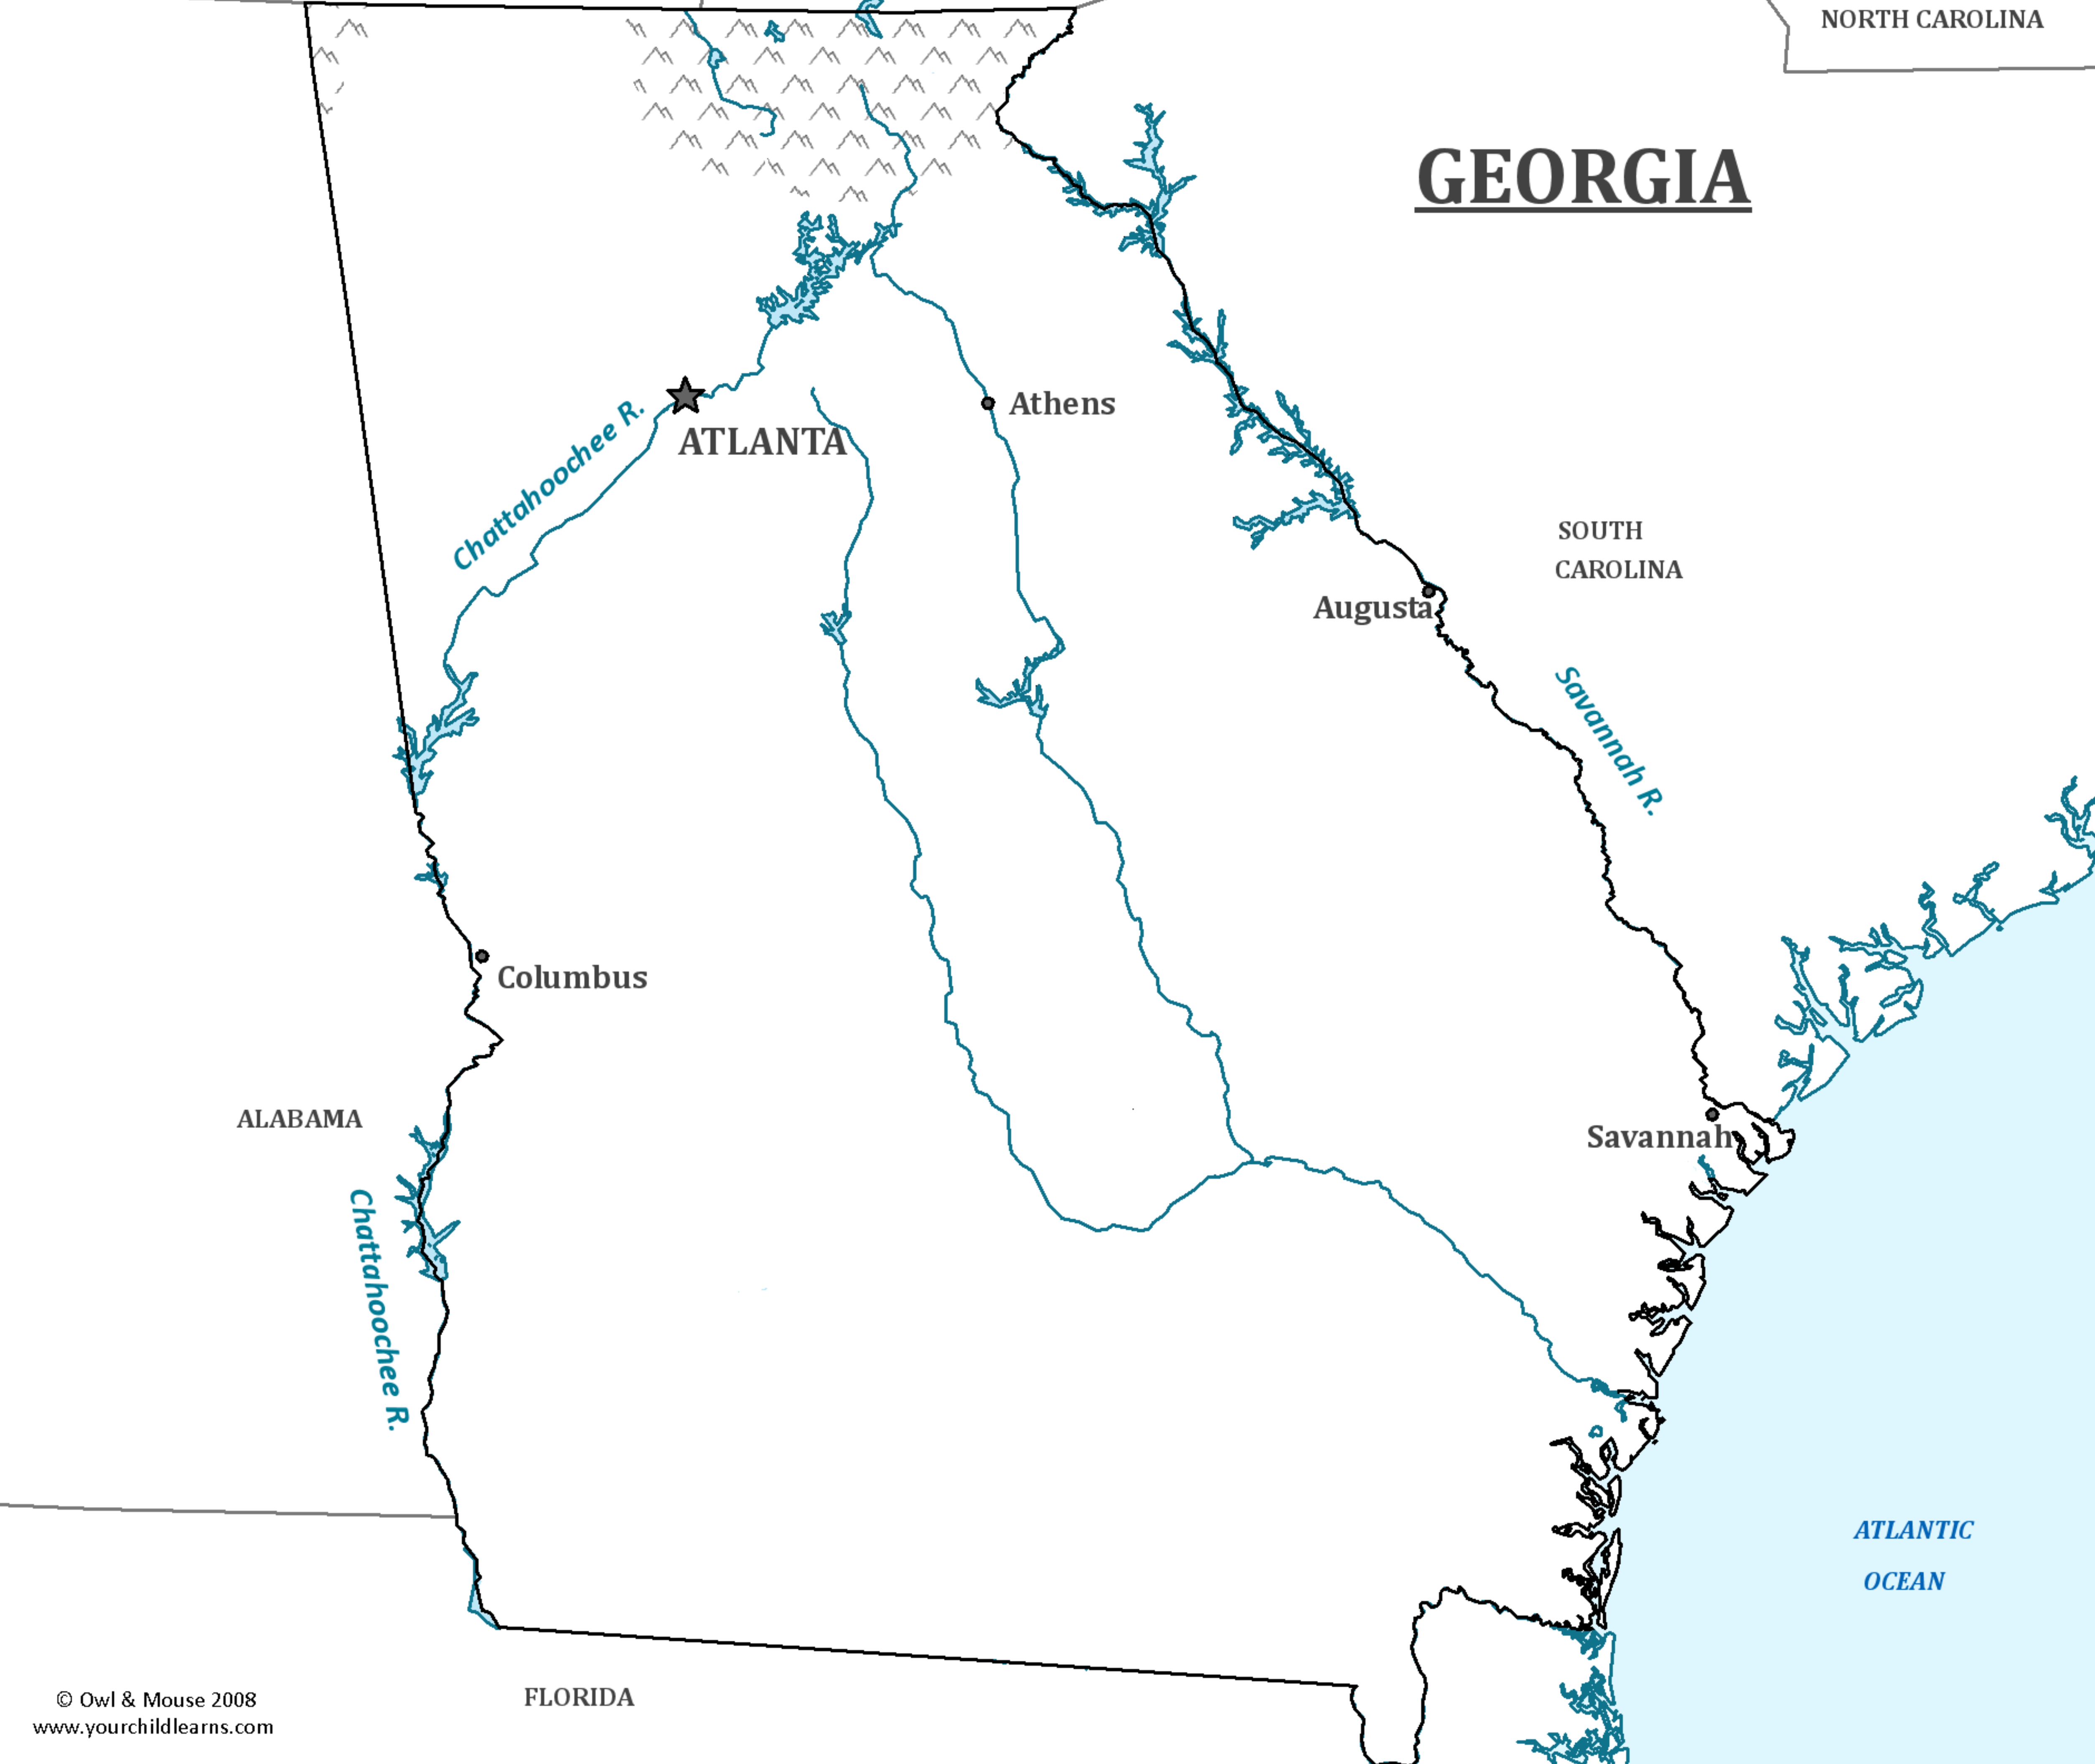 NORTH CAROLINA
GEORGIA
Athens
Chattahoochee R.
ATLANTA
SOUTH
CAROLINA
Augusta
Savannah R.
Columbus
ALABAMA
Savannah
Chattahoochee R.
ATLANTIC
OCEAN
FLORIDA
© Owl & Mouse 2008
www.yourchildlearns.com